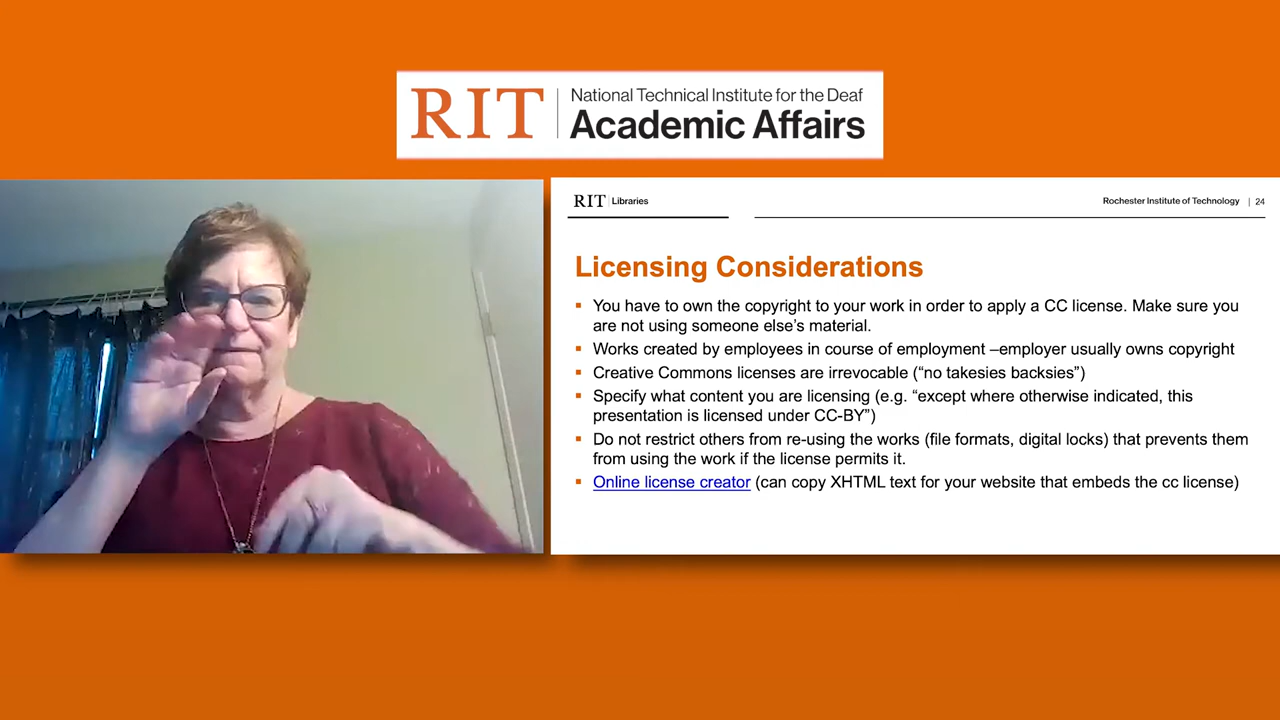 RIT National Technical Institute for the Deaf
Academic Affairs
RIT Libraries
Rochester Institute of Technology | 24
Licensing Considerations
▪ You have to own the copyright to your work in order to apply a CC license. Make sure you
are not using someone else’s material.
▪ Works created by employees in course of employment –employer usually owns copyright
▪ Creative Commons licenses are irrevocable (“no takesies backsies”)
▪ Specify what content you are licensing (e.g. “except where otherwise indicated, this
presentation is licensed under CC-BY”)
▪ Do not restrict others from re-using the works (file formats, digital locks) that prevents them
from using the work if the license permits it.
▪ Online license creator (can copy XHTML text for your website that embeds the cc license)